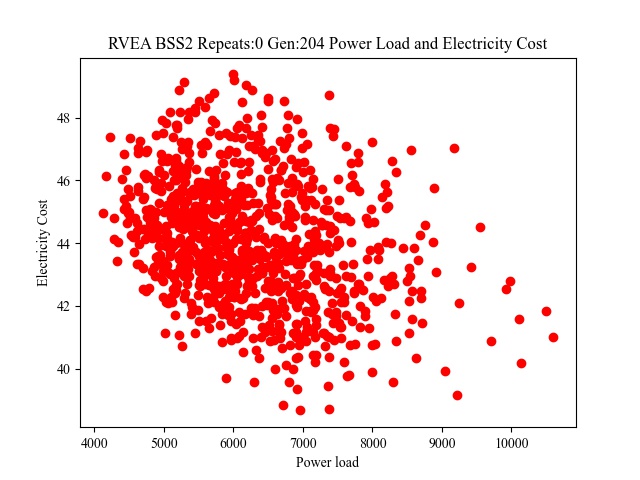 RVEA BSS2 Repeats:0 Gen:204 Power Load and Electricity Cost
48
46
44
42
40
Electricity Cost
4000 5000 6000 7000 8000 9000 10000
Power load